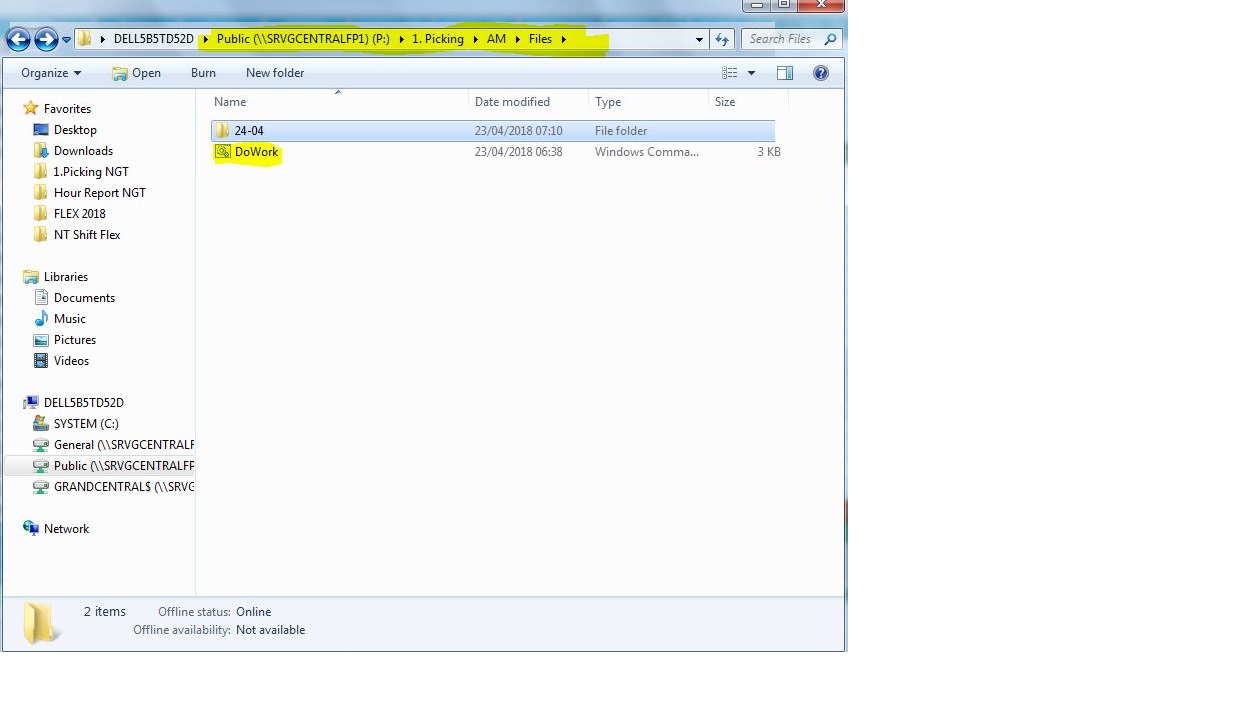 DELL5B5TD52D Public (\\SRVGCENTRALFP1) (P:) 1. Picking AM Files Search Files
Organize Open Burn New folder
Favorites
Desktop
Downloads
1.Picking NGT
Hour Report NGT
FLEX 2018
NT Shift Flex
Libraries
Documents
Music
Pictures
Videos
DELL5B5TD52D
SYSTEM (C:)
General (\\SRVGCENTRALF
Public (\\SRVGCENTRALFP
GRANDCENTRAL$ (\\SRVG
Network
Name Date modified Type Size
24-04 23/04/2018 07:10 File folder
DoWork 23/04/2018 06:38 Windows Comma... 3 KB
2 items Offline status: Online
Offline availability: Not available